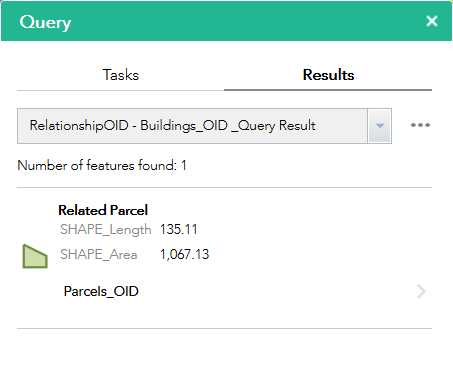 Query
Tasks Results
RelationshipOID - Buildings_OID _Query Result
Number of features found: 1
Related Parcel
SHAPE_Length 135.11
SHAPE_Area 1,067.13
Parcels_OID